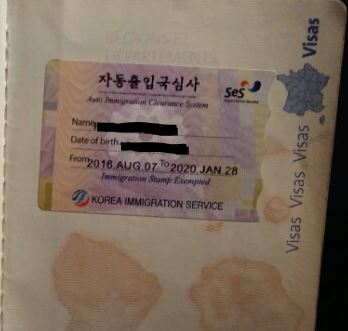 RÉGIONS ET
DÉPARTEMENTS
Visas
자동출입국심사
SeS
Auto Immigration Clearance System
Name
Date of birth
From 2016.AUG.07 To 2020.JAN.28
Immigration Stamp Exempted
KOREA IMMIGRATION SERVICE
Visas Visas Visas